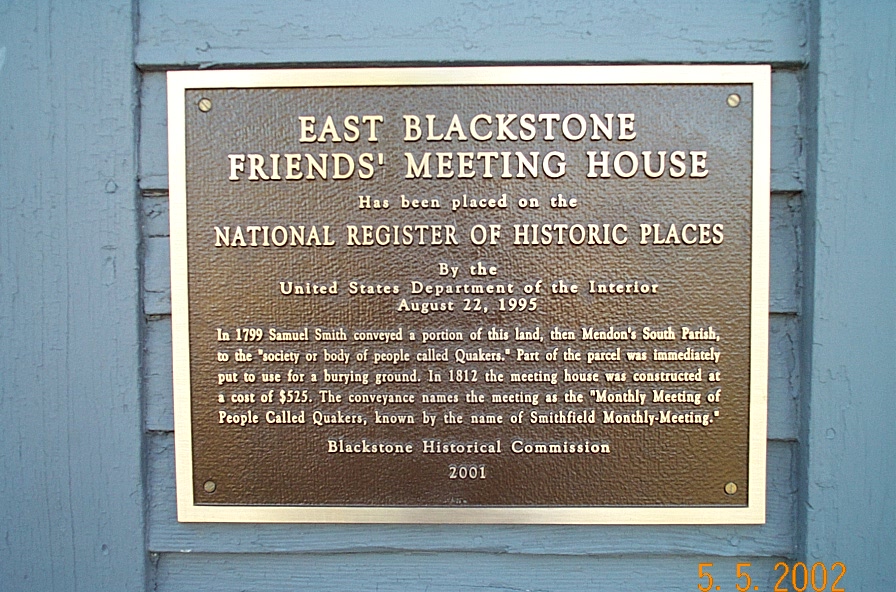 EAST BLACKSTONE
FRIENDS' MEETING HOUSE
Has been placed on the
NATIONAL REGISTER OF HISTORIC PLACES
By the
United States Department of the Interior
August 22, 1995
In 1799 Samuel Smith conveyed a portion of this land, then Mendon's South Parish,
to the "society or body of people called Quakers." Part of the parcel was immediately
put to use for a burying ground. In 1812 the meeting house was constructed at
a cost of $525. The conveyance names the meeting as the "Monthly Meeting of
People Called Quakers, known by the name of Smithfield Monthly-Meeting."
Blackstone Historical Commission
2001
5. 5. 2002